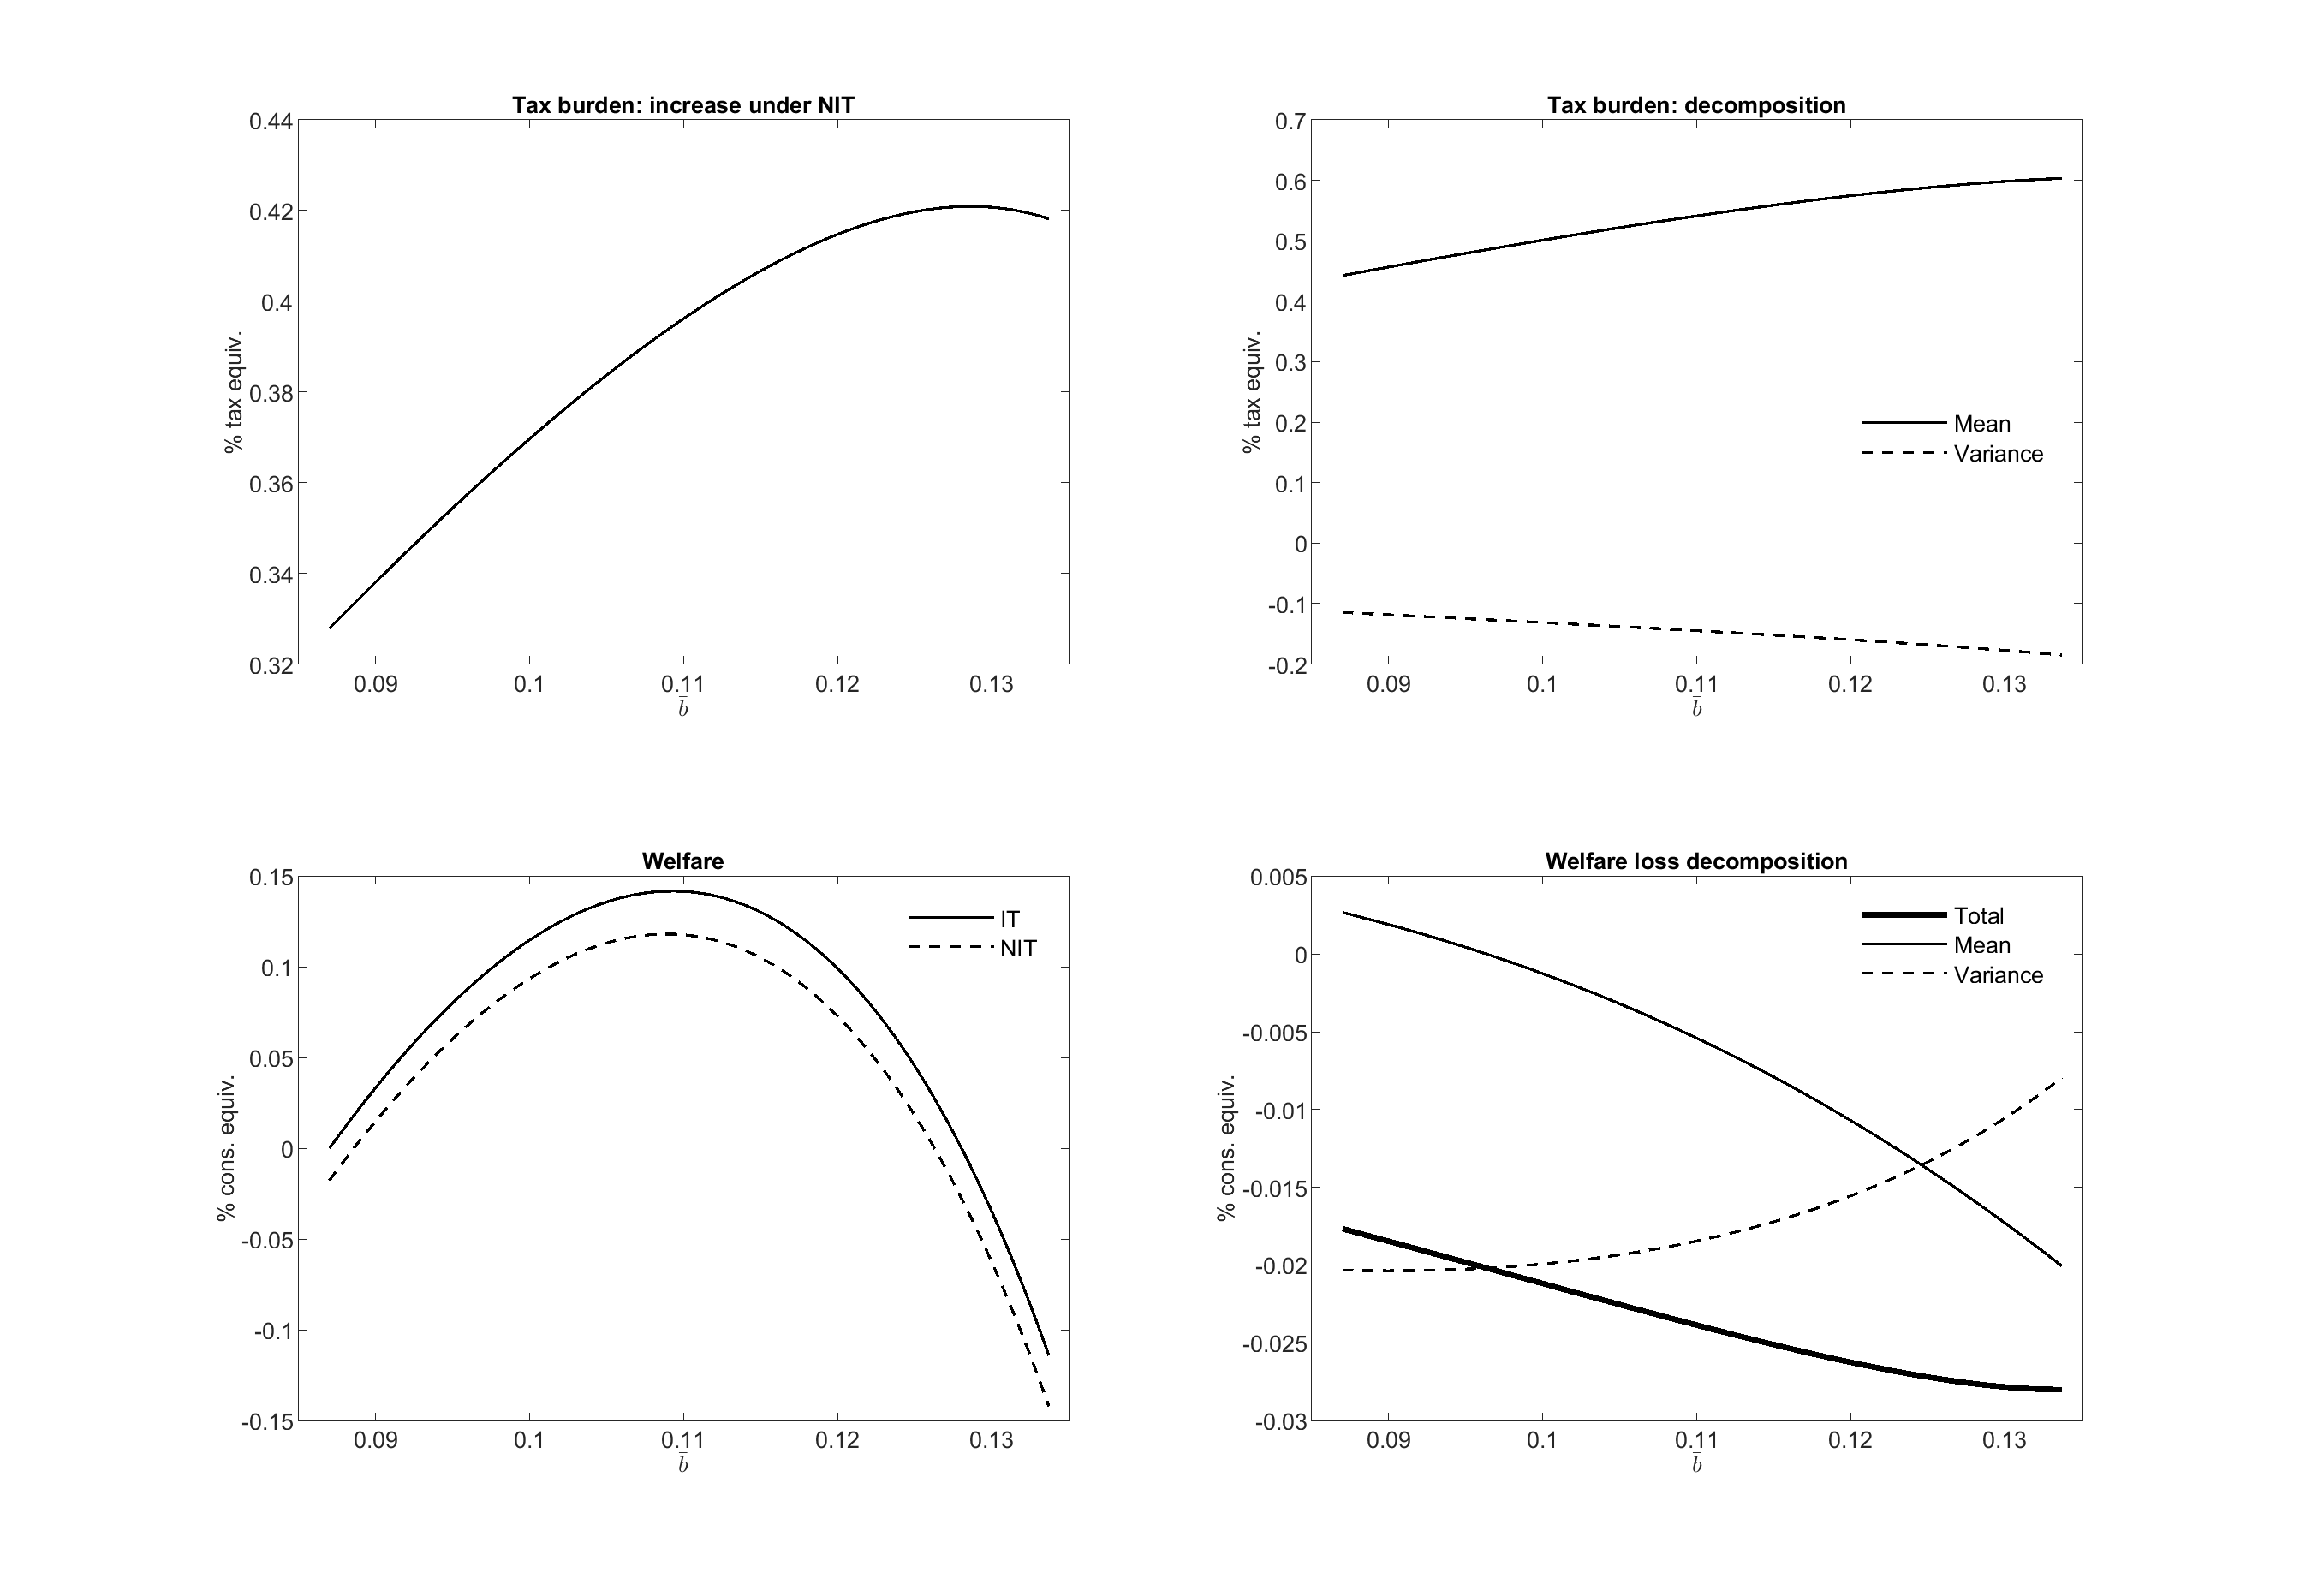 Tax burden: increase under NIT
0.44
0.42
0.4
0.38
0.36
0.34
0.32
% tax equiv.
0.09 0.1 0.11 0.12 0.13
b̄
Tax burden: decomposition
0.7
0.6
0.5
0.4
0.3
0.2
0.1
0
-0.1
-0.2
% tax equiv.
Mean
Variance
0.09 0.1 0.11 0.12 0.13
b̄
Welfare
0.15
0.1
0.05
0
-0.05
-0.1
-0.15
% cons. equiv.
IT
NIT
0.09 0.1 0.11 0.12 0.13
b̄
Welfare loss decomposition
0.005
0
-0.005
-0.01
-0.015
-0.02
-0.025
-0.03
% cons. equiv.
Total
Mean
Variance
0.09 0.1 0.11 0.12 0.13
b̄